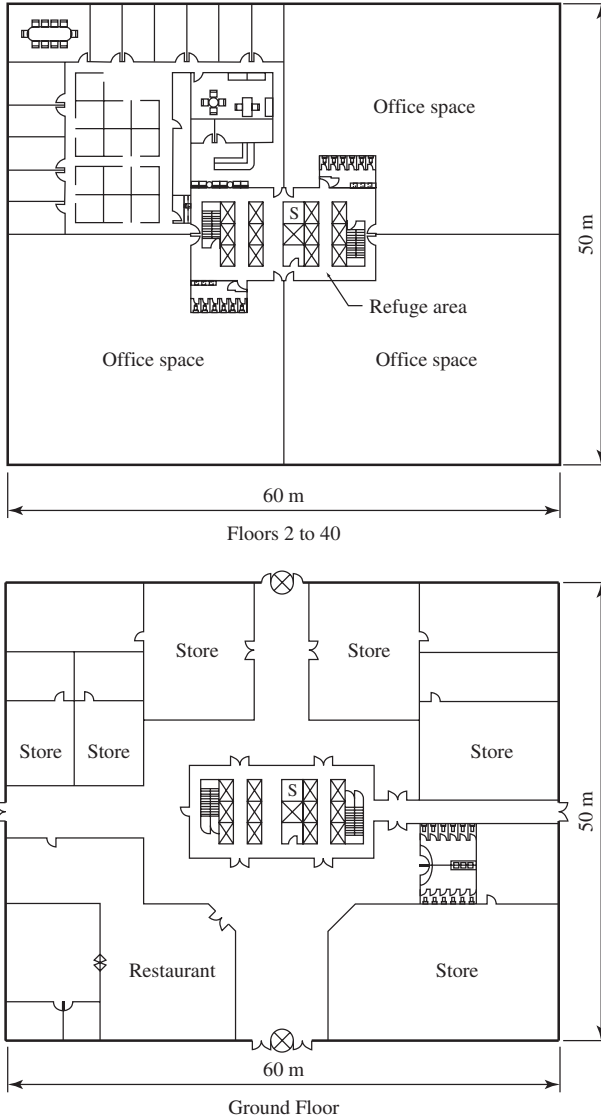 Office space
S
50 m
Refuge area
Office space
Office space
60 m
Floors 2 to 40
Store
Store
Store
Store
Store
S
50 m
Restaurant
Store
60 m
Ground Floor